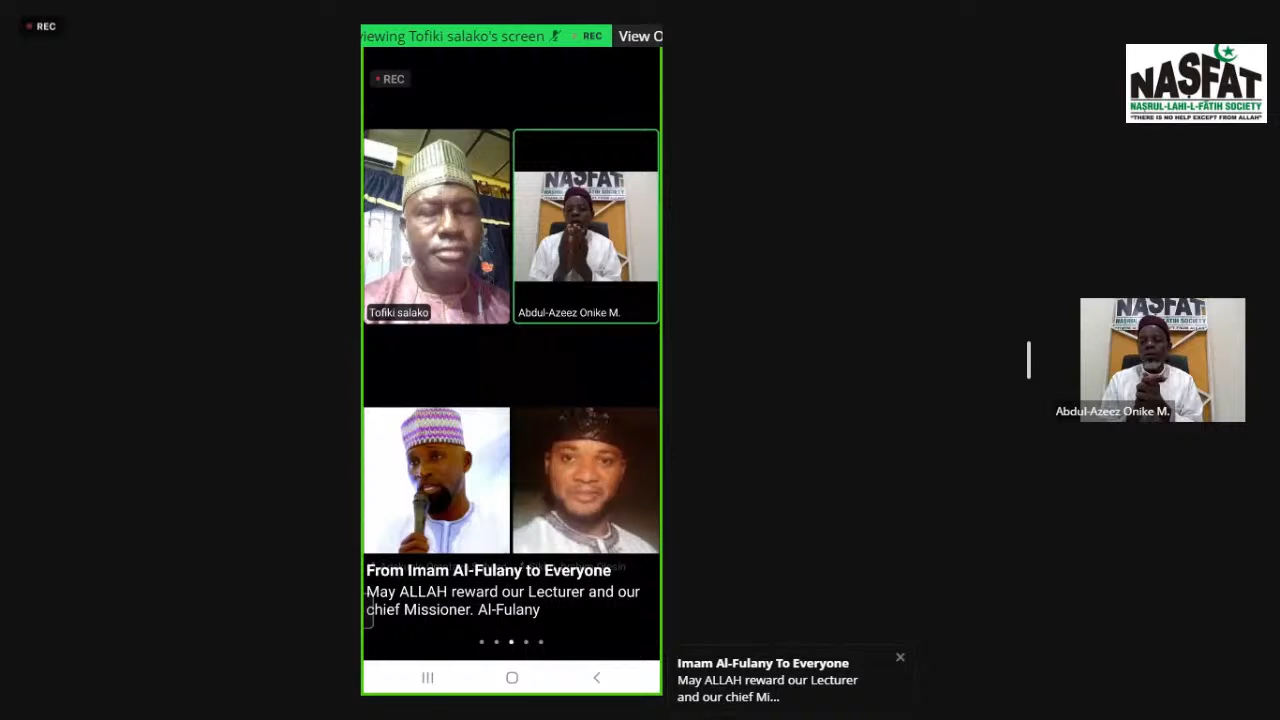 REC
viewing Tofiki salako's screen
REC
View O
REC
NASFAT
NASRUL-LAHI-L-FATIH SOCIETY
"THERE IS NO HELP EXCEPT FROM ALLAH"
NASFAT
SOCIETY
Tofiki salako
Abdul-Azeez Onike M.
NASFAT
Abdul-Azeez Onike M.
From Imam Al-Fulany to Everyone
May ALLAH reward our Lecturer and our
chief Missioner. Al-Fulany
Imam Al-Fulany To Everyone
May ALLAH reward our Lecturer
and our chief Mi...